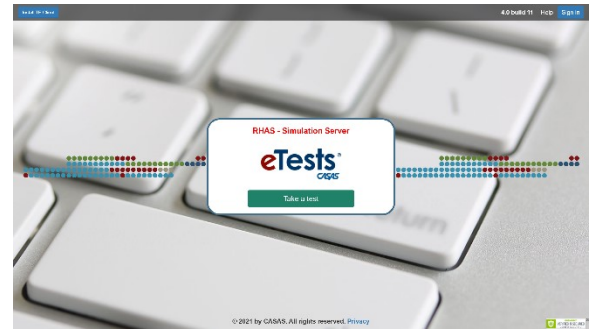 4.0 build 11 Help Sign in
RHAS - Simulation Server
eTests
CASAS
Take a test
© 2021 by CASAS. All rights reserved. Privacy